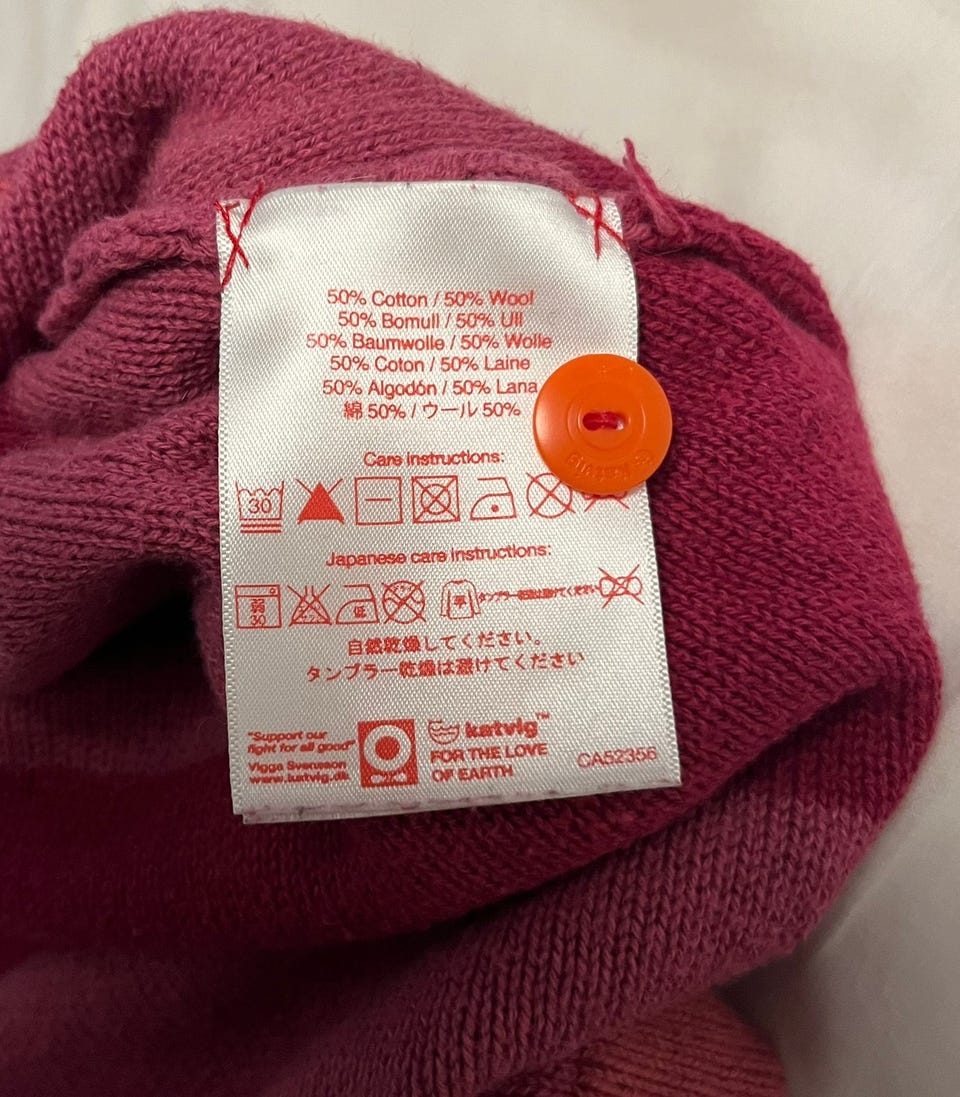 50% Cotton / 50% Wool
50% Bomull / 50% Ull
50% Baumwolle / 50% Wolle
50% Coton / 50% Laine
50% Algodón / 50% Lana
綿 50% / ウール 50%
Care instructions:
30
Japanese care instructions:
弱
30
低
平
自然乾燥してください。
タンブラー乾燥は避けてください
"Support our
fight for all good"
Vigga Svensson
www.katvig.dk
katvig™
FOR THE LOVE
OF EARTH
CA52356